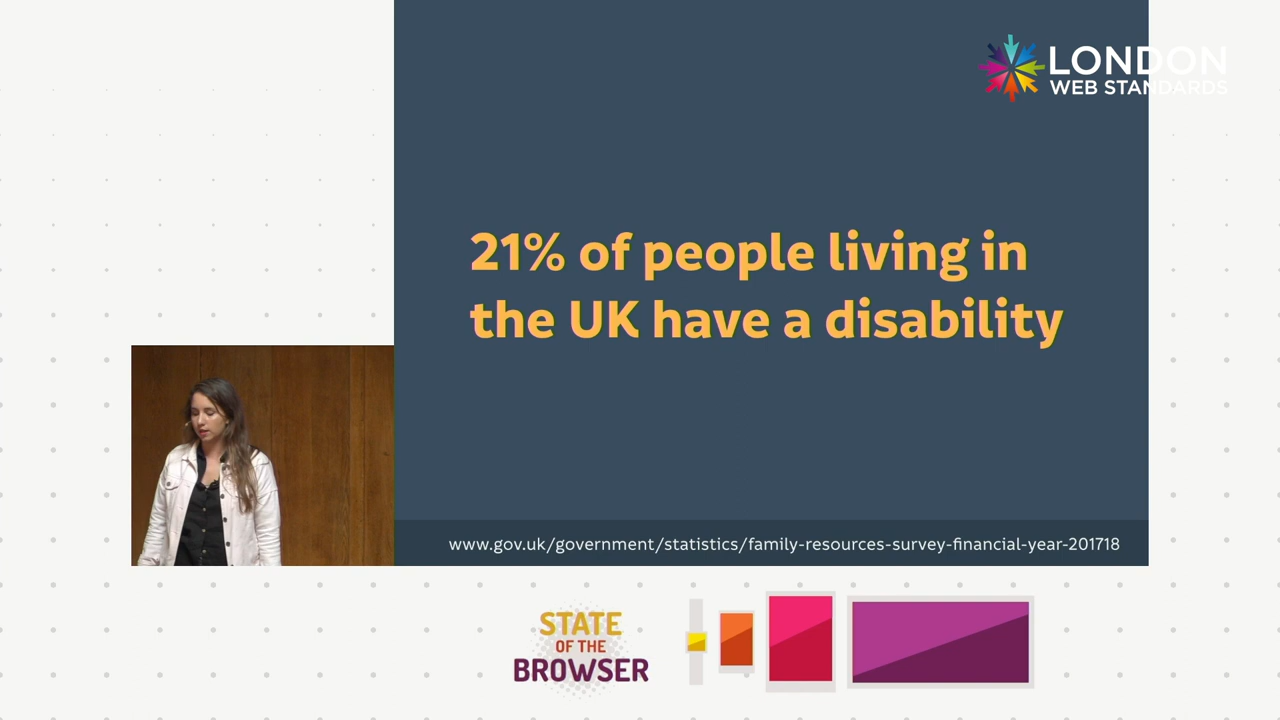 LONDON
WEB STANDARDS
21% of people living in
the UK have a disability
www.gov.uk/government/statistics/family-resources-survey-financial-year-201718
STATE
OF THE
BROWSER